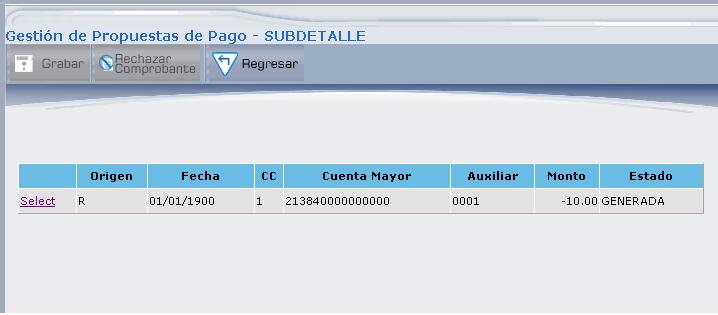 Gestión de Propuestas de Pago - SUBDETALLE
Grabar Rechazar Comprobante Regresar
Origen Fecha CC Cuenta Mayor Auxiliar Monto Estado
Select R 01/01/1900 1 213840000000000 0001 -10.00 GENERADA